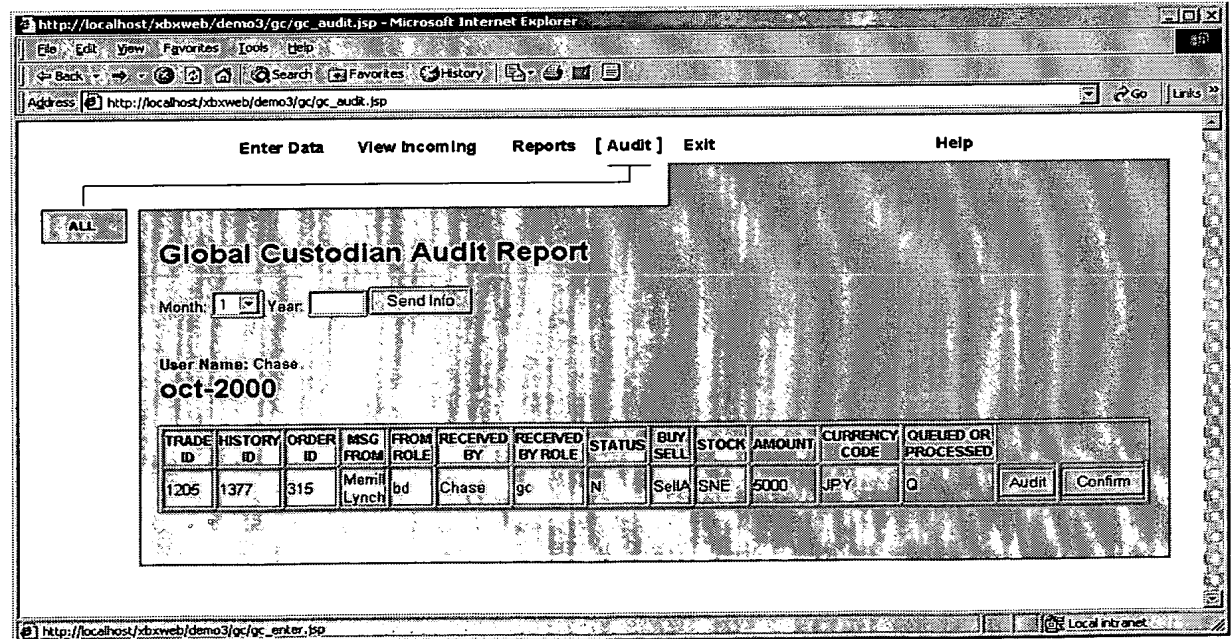 http://localhost/xbxweb/demo3/gc/gc_audit.jsp - Microsoft Internet Explorer
File Edit View Favorites Tools Help
Back Search Favorites History
Address http://localhost/xbxweb/demo3/gc/gc_audit.jsp Go Links »
Enter Data View Incoming Reports [ Audit ] Exit Help
ALL
Global Custodian Audit Report
Month: 1 Year: Send Info
User Name: Chase
oct-2000
TRADE ID HISTORY ID ORDER ID MSG FROM FROM ROLE RECEIVED BY RECEIVED BY ROLE STATUS BUY SELL STOCK AMOUNT CURRENCY CODE QUEUED OR PROCESSED
1205 1377 315 Merrill Lynch bd Chase gc N SellA SNE 5000 JPY Q Audit Confirm
http://localhost/xbxweb/demo3/gc/gc_enter.jsp Local intranet